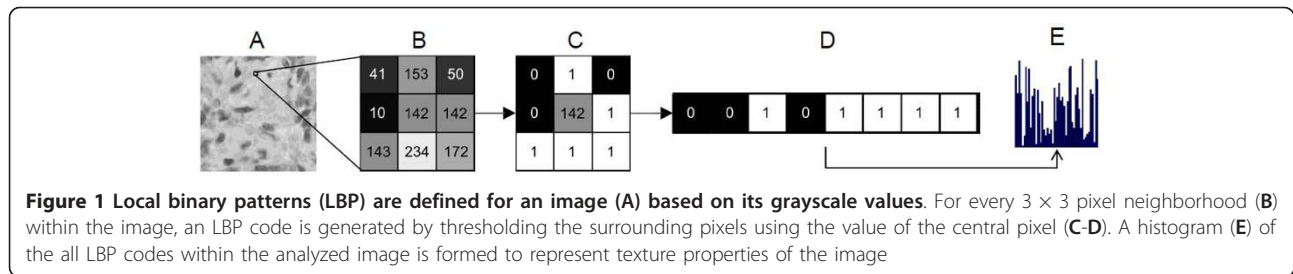 A B C D E
41 153 50
10 142 142
143 234 172
0 1 0
0 142 1
1 1 1
0 0 1 0 1 1 1 1
Figure 1 Local binary patterns (LBP) are defined for an image (A) based on its grayscale values. For every 3 × 3 pixel neighborhood (B)
within the image, an LBP code is generated by thresholding the surrounding pixels using the value of the central pixel (C-D). A histogram (E) of
the all LBP codes within the analyzed image is formed to represent texture properties of the image